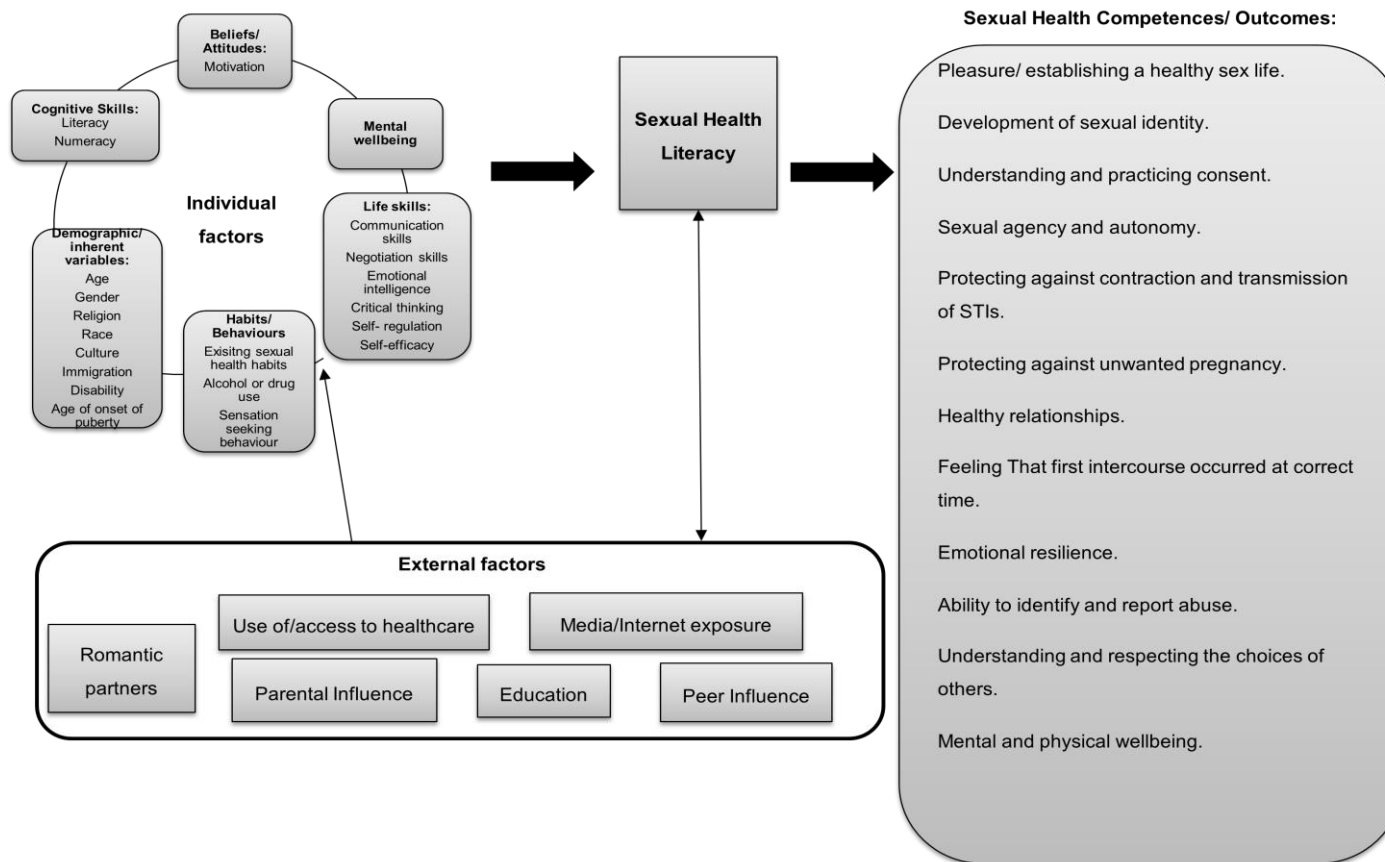 Beliefs/
Attitudes:
Motivation
Cognitive Skills:
Literacy
Numeracy
Mental
wellbeing
Individual
factors
Life skills:
Communication
skills
Negotiation skills
Emotional
intelligence
Critical thinking
Self- regulation
Self-efficacy
Demographic/
inherent
variables:
Age
Gender
Religion
Race
Culture
Immigration
Disability
Age of onset of
puberty
Habits/
Behaviours
Exisitng sexual
health habits
Alcohol or drug
use
Sensation
seeking
behaviour
Sexual Health
Literacy
External factors
Romantic
partners
Use of/access to healthcare
Media/Internet exposure
Parental Influence
Education
Peer Influence
Sexual Health Competences/ Outcomes:
Pleasure/ establishing a healthy sex life.
Development of sexual identity.
Understanding and practicing consent.
Sexual agency and autonomy.
Protecting against contraction and transmission
of STIs.
Protecting against unwanted pregnancy.
Healthy relationships.
Feeling That first intercourse occurred at correct
time.
Emotional resilience.
Ability to identify and report abuse.
Understanding and respecting the choices of
others.
Mental and physical wellbeing.